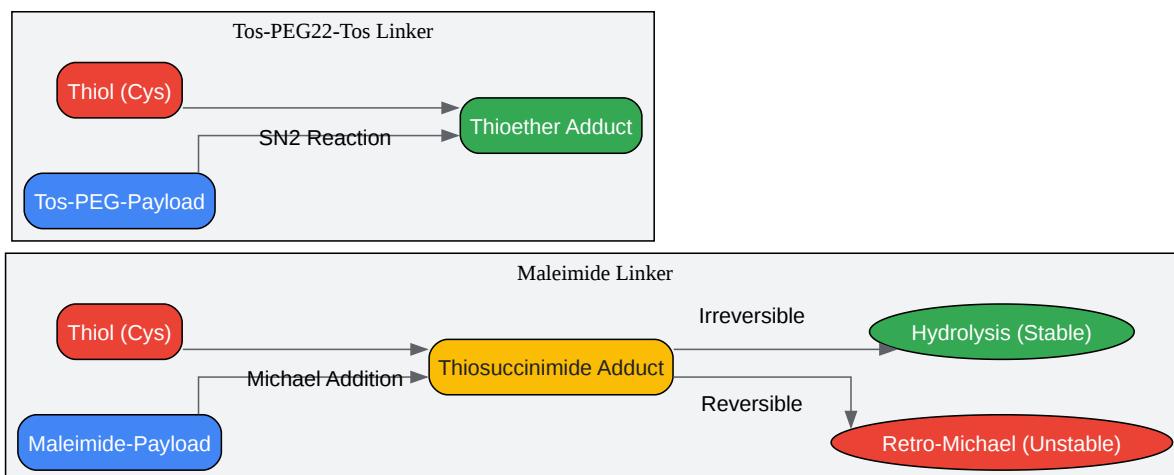 Tos-PEG22-Tos Linker
Thiol (Cys)
Thioether Adduct
SN2 Reaction
Tos-PEG-Payload
Maleimide Linker
Thiol (Cys)
Irreversible
Hydrolysis (Stable)
Thiosuccinimide Adduct
Michael Addition
Reversible
Maleimide-Payload
Retro-Michael (Unstable)